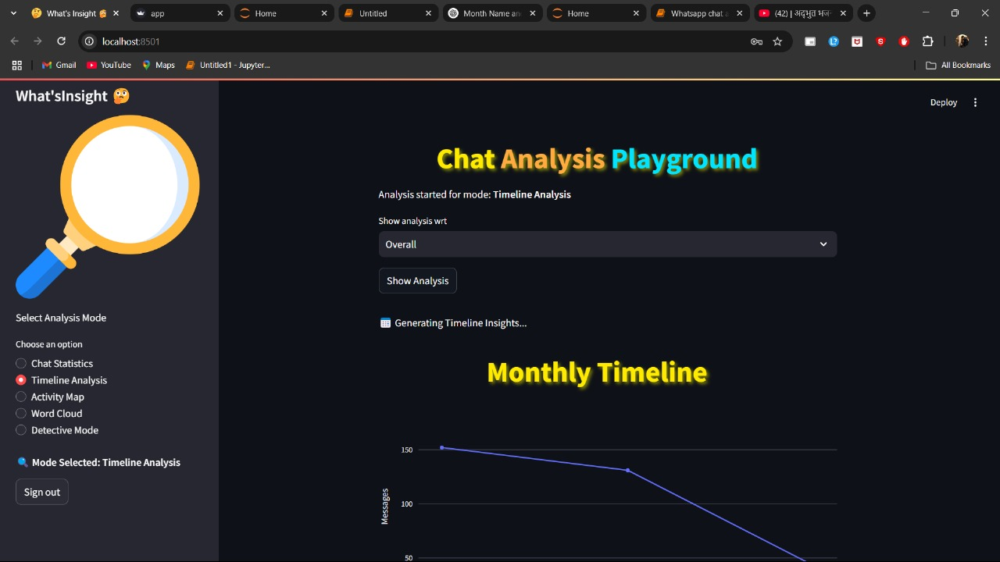 What's Insight
app
Home
Untitled
Month Name an
Home
Whatsapp chat a
(42) | अद्भुत भज
localhost:8501
Gmail
YouTube
Maps
Untitled1 - Jupyter...
All Bookmarks
What'sInsight
Deploy
Chat Analysis Playground
Analysis started for mode: Timeline Analysis
Show analysis wrt
Overall
Show Analysis
Select Analysis Mode
Generating Timeline Insights...
Choose an option
Chat Statistics
Timeline Analysis
Activity Map
Word Cloud
Detective Mode
Mode Selected: Timeline Analysis
Sign out
Monthly Timeline
150
100
50
Messages